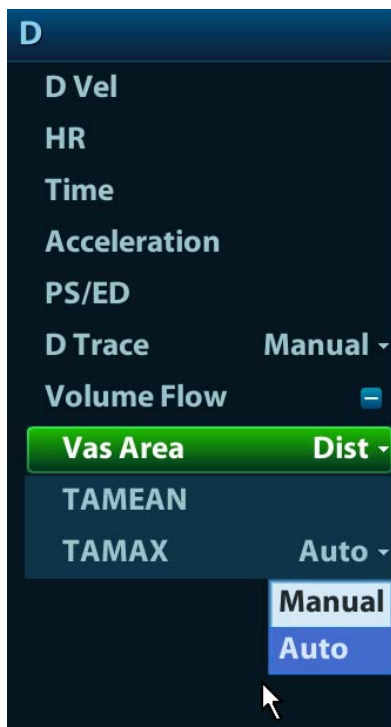 D
D Vel
HR
Time
Acceleration
PS/ED
D Trace Manual
Volume Flow
Vas Area Dist
TAMEAN
TAMAX Auto
Manual
Auto